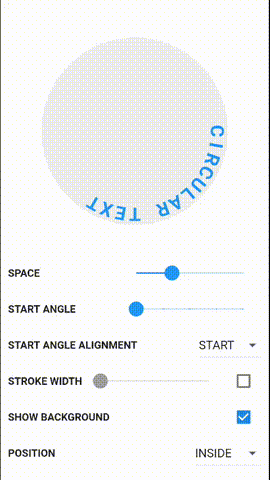 CIRCULAR TEXT
SPACE
START ANGLE
START ANGLE ALIGNMENT START
STROKE WIDTH
SHOW BACKGROUND
POSITION INSIDE